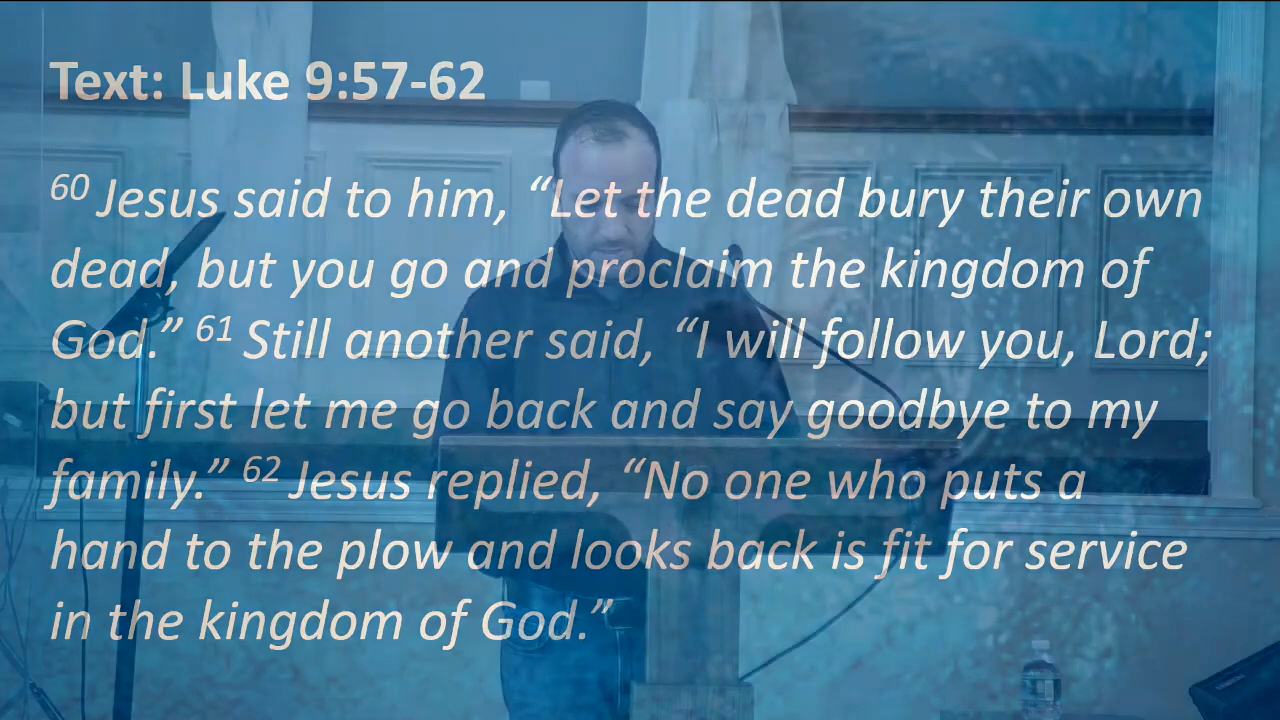 Text: Luke 9:57-62
60 Jesus said to him, “Let the dead bury their own
dead, but you go and proclaim the kingdom of
God.” 61 Still another said, “I will follow you, Lord;
but first let me go back and say goodbye to my
family.” 62 Jesus replied, “No one who puts a
hand to the plow and looks back is fit for service
in the kingdom of God.”